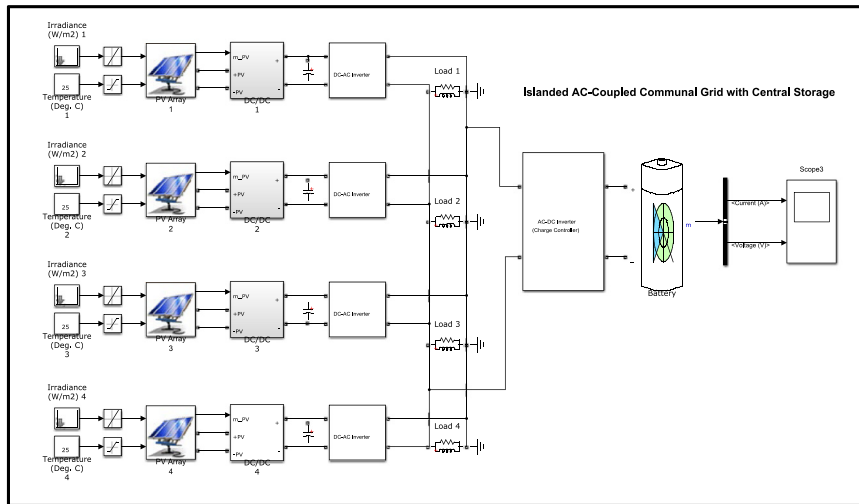 Irradiance
(W/m2) 1
25
Temperature
(Deg. C)
1
PV Array
1
m_PV
+PV
-PV
+
-
DC/DC
1
DC-AC Inverter
Load 1
Irradiance
(W/m2) 2
25
Temperature
(Deg. C)
2
PV Array
2
m_PV
+PV
-PV
+
-
DC/DC
2
DC-AC Inverter
Load 2
Irradiance
(W/m2) 3
25
Temperature
(Deg. C)
3
PV Array
3
m_PV
+PV
-PV
+
-
DC/DC
3
DC-AC Inverter
Load 3
Irradiance
(W/m2) 4
25
Temperature
(Deg. C)
4
PV Array
4
m_PV
+PV
-PV
+
-
DC/DC
4
DC-AC Inverter
Load 4
Islanded AC-Coupled Communal Grid with Central Storage
AC-DC Inverter
(Charge Controller)
+
-
m
Battery
<Current (A)>
<Voltage (V)>
Scope3